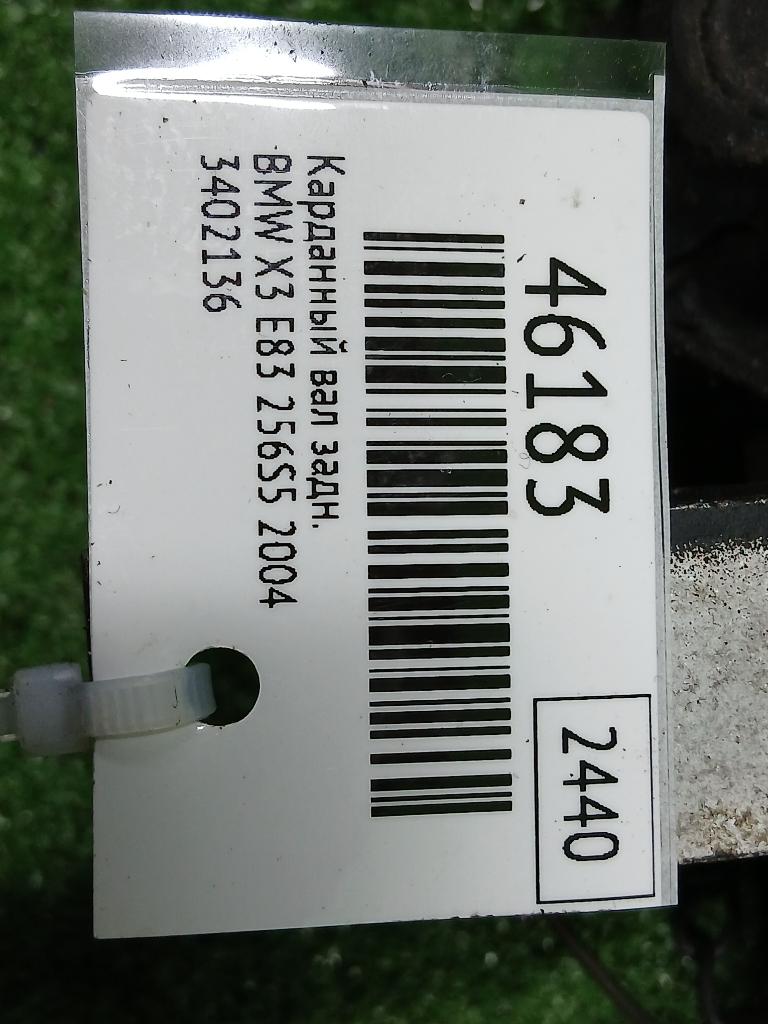 46183
2440
Карданный вал задн.
BMW X3 E83 256S5 2004
3402136